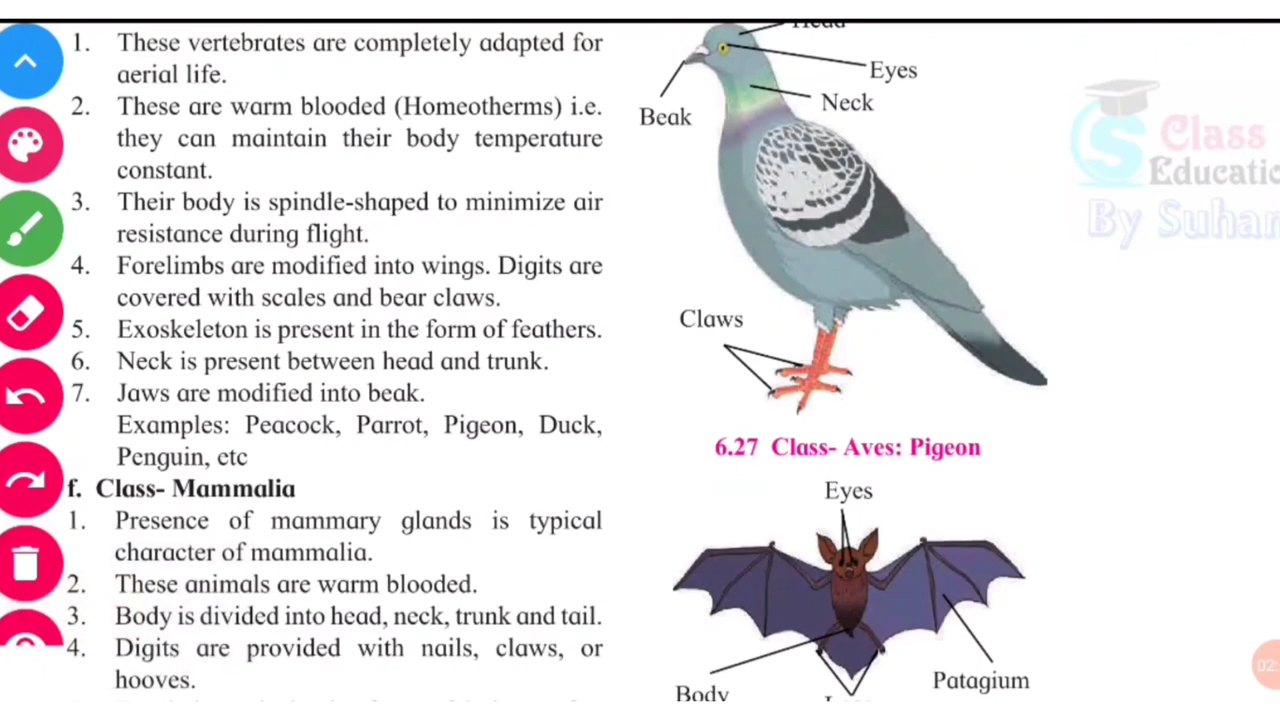 1. These vertebrates are completely adapted for
aerial life.
2. These are warm blooded (Homeotherms) i.e.
they can maintain their body temperature
constant.
3. Their body is spindle-shaped to minimize air
resistance during flight.
4. Forelimbs are modified into wings. Digits are
covered with scales and bear claws.
5. Exoskeleton is present in the form of feathers.
6. Neck is present between head and trunk.
7. Jaws are modified into beak.
Examples: Peacock, Parrot, Pigeon, Duck,
Penguin, etc
f. Class- Mammalia
1. Presence of mammary glands is typical
character of mammalia.
2. These animals are warm blooded.
3. Body is divided into head, neck, trunk and tail.
4. Digits are provided with nails, claws, or
hooves.
Head
Eyes
Neck
Beak
Claws
6.27 Class- Aves: Pigeon
Eyes
Patagium
Body
Class
Educatio
By Suhan
02: